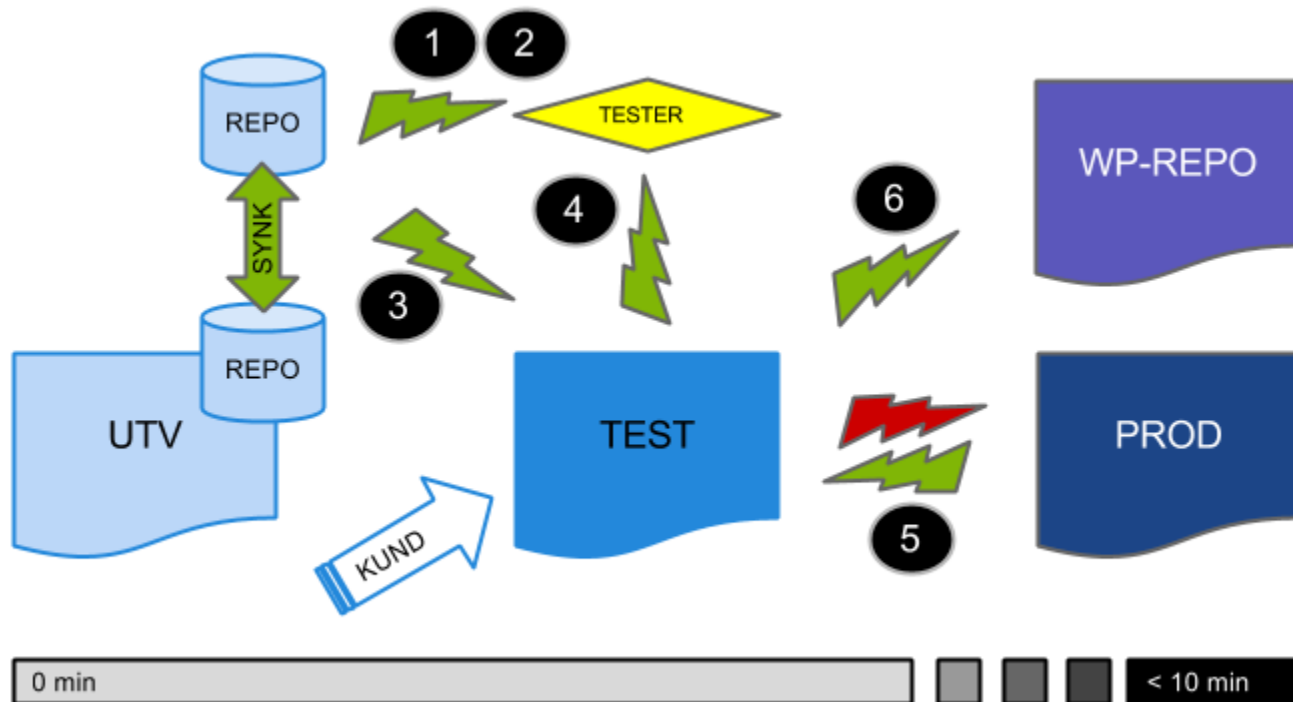 1
2
REPO
TESTER
WP-REPO
SYNK
4
6
3
REPO
UTV
TEST
PROD
KUND
5
0 min
< 10 min